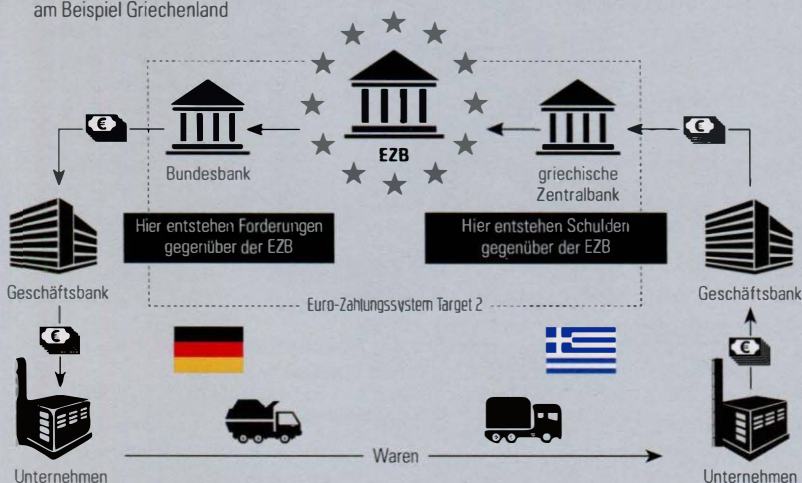 am Beispiel Griechenland
EZB
Bundesbank
griechische
Zentralbank
€
€
Hier entstehen Forderungen
gegenüber der EZB
Hier entstehen Schulden
gegenüber der EZB
Geschäftsbank
Geschäftsbank
Euro-Zahlungssystem Target 2
€
€
Waren
Unternehmen
Unternehmen